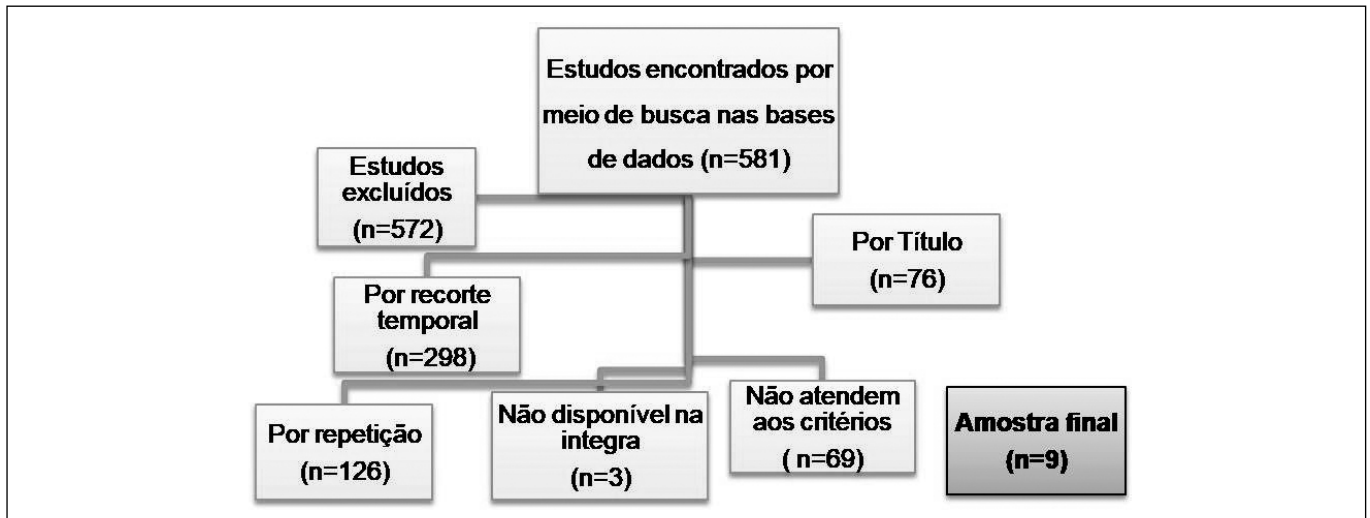 Estudos encontrados por
meio de busca nas bases
de dados (n=581)
Estudos
excluídos
(n=572)
Por Título
(n=76)
Por recorte
temporal
(n=298)
Por repetição
(n=126)
Não disponível na
integra
(n=3)
Não atendem
aos critérios
( n=69)
Amostra final
(n=9)